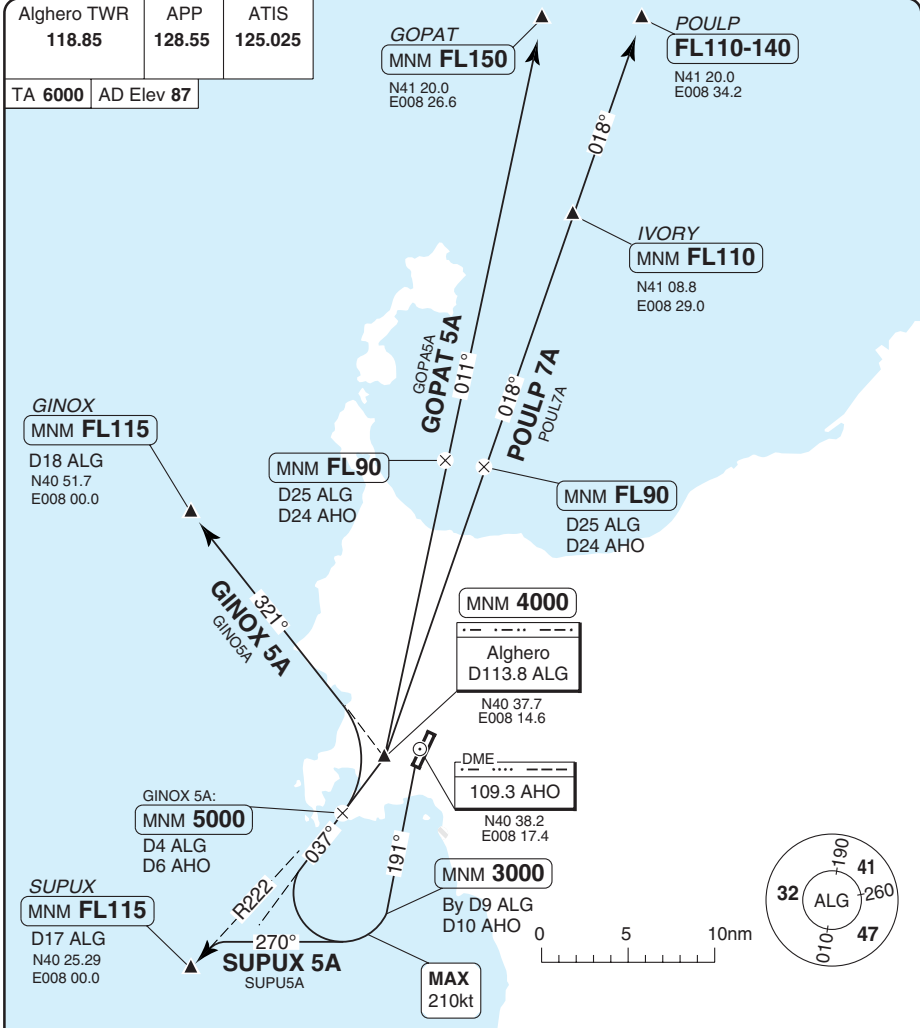 Alghero TWR
118.85
APP
128.55
ATIS
125.025
TA 6000
AD Elev 87
GOPAT
MNM FL150
N41 20.0
E008 26.6
POULP
FL110-140
N41 20.0
E008 34.2
018°
IVORY
MNM FL110
N41 08.8
E008 29.0
GOPA5A
GOPAT 5A
011°
018°
POULP 7A
POUL7A
GINOX
MNM FL115
D18 ALG
N40 51.7
E008 00.0
MNM FL90
D25 ALG
D24 AHO
MNM FL90
D25 ALG
D24 AHO
321°
GINOX 5A
GINO5A
MNM 4000
Alghero
D113.8 ALG
N40 37.7
E008 14.6
DME
109.3 AHO
N40 38.2
E008 17.4
GINOX 5A:
MNM 5000
D4 ALG
D6 AHO
037°
191°
R222
MNM 3000
By D9 ALG
D10 AHO
SUPUX
MNM FL115
D17 ALG
N40 25.29
E008 00.0
270°
SUPUX 5A
SUPU5A
MAX
210kt
0 5 10nm
190
41
32
ALG
260
47
010